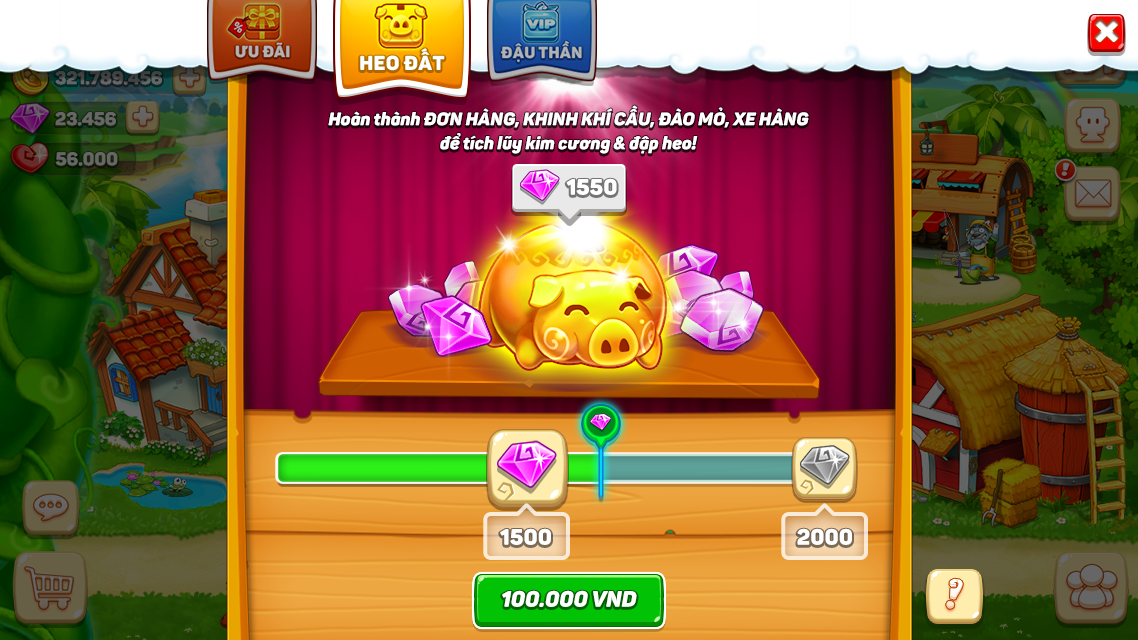 ƯU ĐÃI
HEO ĐẤT
VIP
ĐẬU THẦN
321.789.456
23.456
56.000
Hoàn thành ĐƠN HÀNG, KHINH KHÍ CẦU, ĐÀO MỎ, XE HÀNG
để tích lũy kim cương & đập heo!
1550
1500
2000
100.000 VND